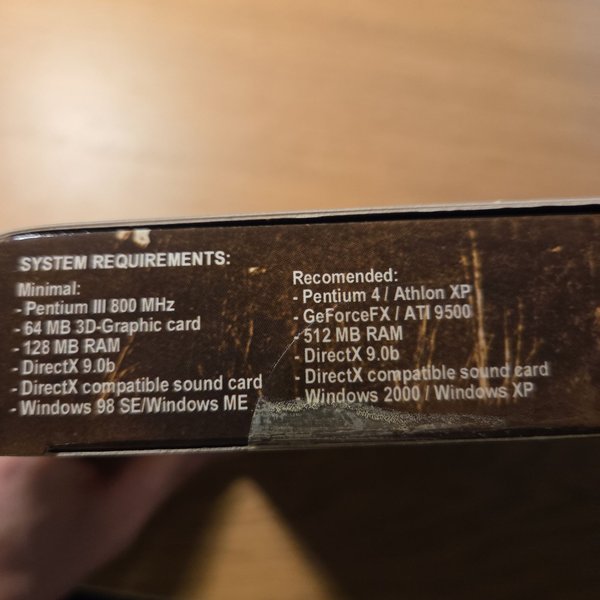 SYSTEM REQUIREMENTS:
Minimal:
- Pentium III 800 MHz
- 64 MB 3D-Graphic card
- 128 MB RAM
- DirectX 9.0b
- DirectX compatible sound card
- Windows 98 SE/Windows ME
Recomended:
- Pentium 4 / Athlon XP
- GeForceFX / ATI 9500
- 512 MB RAM
- DirectX 9.0b
- DirectX compatible sound card
- Windows 2000 / Windows XP